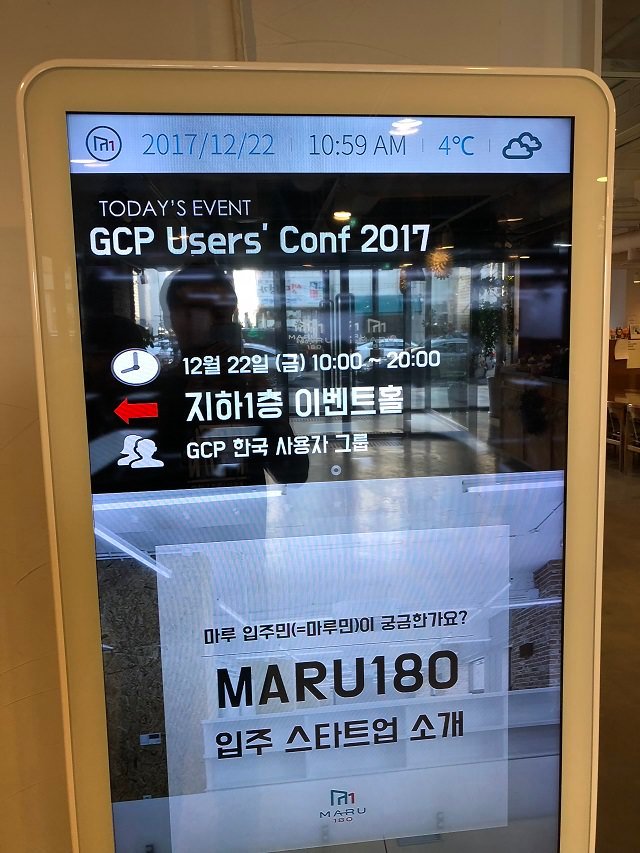 2017/12/22 | 10:59 AM | 4℃ |
TODAY'S EVENT
GCP Users' Conf 2017
12월 22일 (금) 10:00 ~ 20:00
지하1층 이벤트홀
GCP 한국 사용자 그룹
마루 입주민(=마루민)이 궁금한가요?
MARU180
입주 스타트업 소개
MARU
180